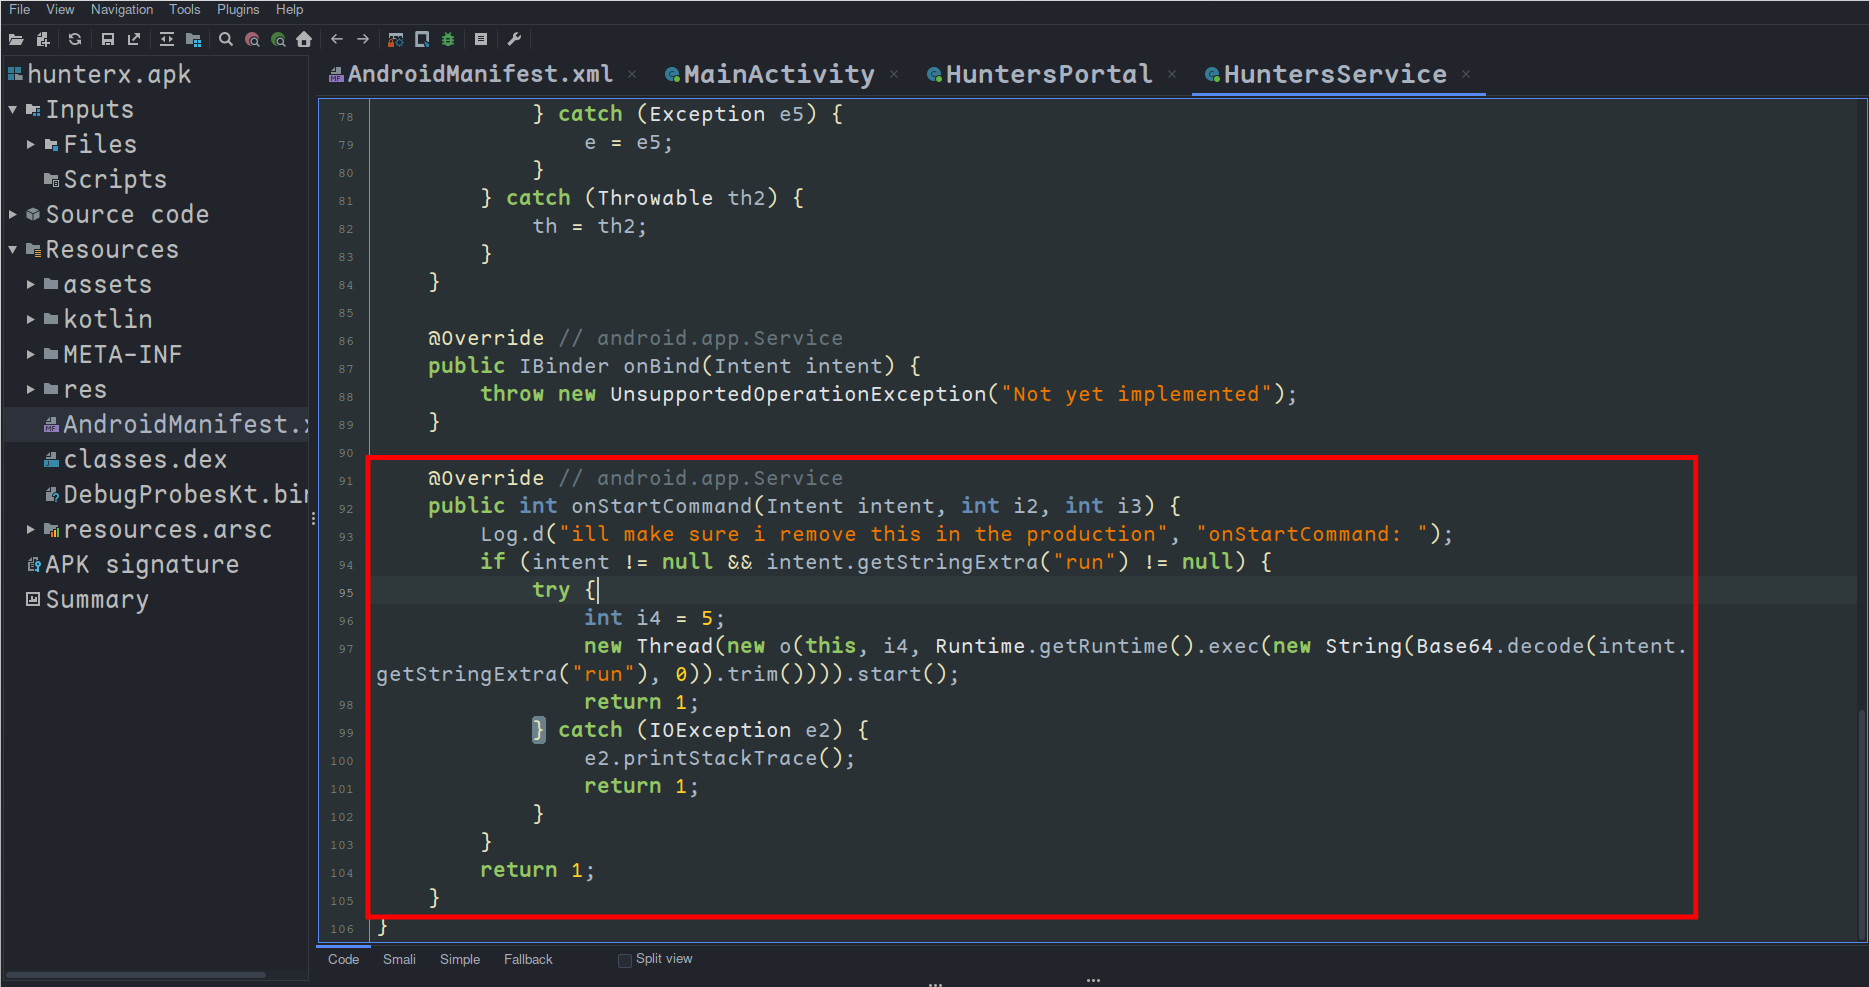 File View Navigation Tools Plugins Help
hunterx.apk
Inputs
Files
Scripts
Source code
Resources
assets
kotlin
META-INF
res
AndroidManifest.x
classes.dex
DebugProbesKt.bin
resources.arsc
APK signature
Summary
AndroidManifest.xml × MainActivity × HuntersPortal × HuntersService ×
78 } catch (Exception e5) {
79 e = e5;
80 }
81 } catch (Throwable th2) {
82 th = th2;
83 }
84 }
85
86 @Override // android.app.Service
87 public IBinder onBind(Intent intent) {
88 throw new UnsupportedOperationException("Not yet implemented");
89 }
90
91 @Override // android.app.Service
92 public int onStartCommand(Intent intent, int i2, int i3) {
93 Log.d("ill make sure i remove this in the production", "onStartCommand: ");
94 if (intent != null && intent.getStringExtra("run") != null) {
95 try {
96 int i4 = 5;
97 new Thread(new o(this, i4, Runtime.getRuntime().exec(new String(Base64.decode(intent.
getStringExtra("run"), 0)).trim()))).start();
98 return 1;
99 } catch (IOException e2) {
100 e2.printStackTrace();
101 return 1;
102 }
103 }
104 return 1;
105 }
106 }
Code Smali Simple Fallback Split view